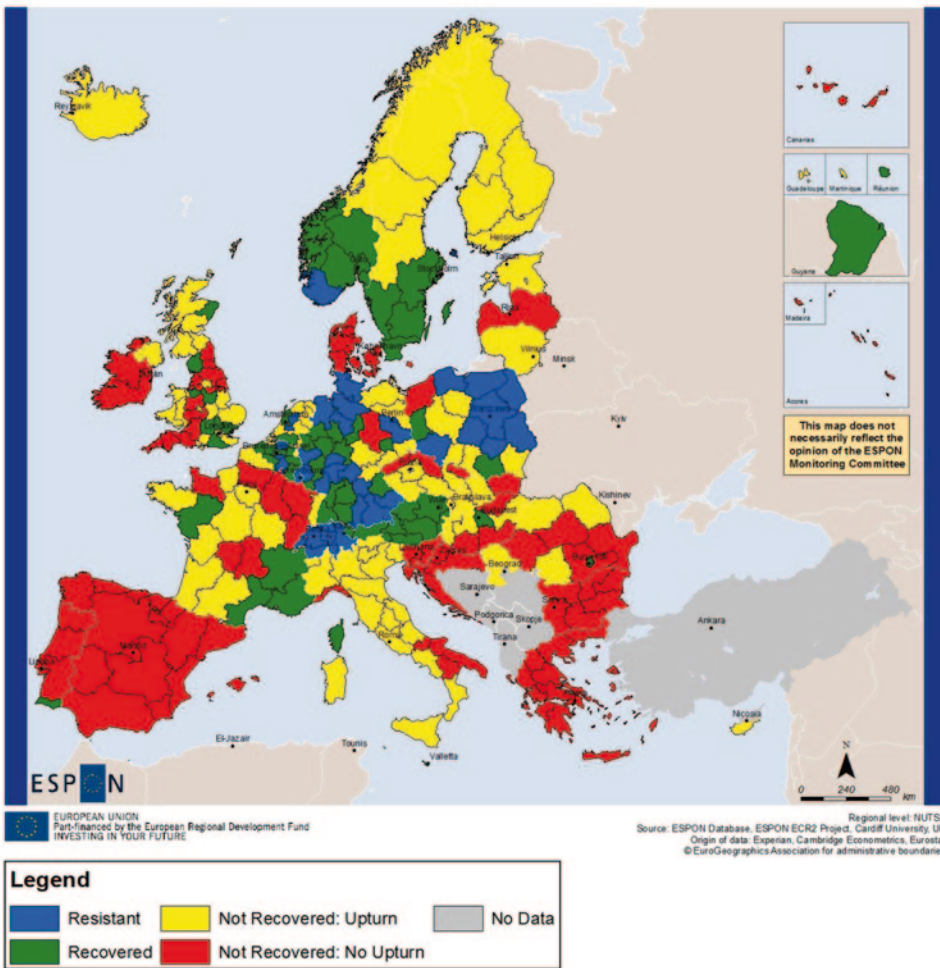 Reykjavik
Canarias
Guadeloupe
Martinique
Réunion
Helsinki
Tallinn
Oslo
Stockholm
Guyane
Riga
Madeira
København
Vilnius
Minsk
Dublin
Acores
Amsterdam
Berlin
Warszawa
London
Kyiv
This map does not
necessarily reflect the
opinion of the ESPON
Monitoring Committee
Bratislava
Kishinev
Budapest
Zagreb
Beograd
Sarajevo
Podgorica
Skopje
Roma
Tirana
Ankara
Madrid
Nicosia
El-Jazair
Tounis
Valletta
N
ESPON
0 240 480
km
EUROPEAN UNION
Part-financed by the European Regional Development Fund
INVESTING IN YOUR FUTURE
Regional level: NUTS
Source: ESPON Database, ESPON ECR2 Project, Cardiff University, U
Origin of data: Experian, Cambridge Econometrics, Eurosta
© EuroGeographics Association for administrative boundarie
Legend
Resistant
Not Recovered: Upturn
No Data
Recovered
Not Recovered: No Upturn